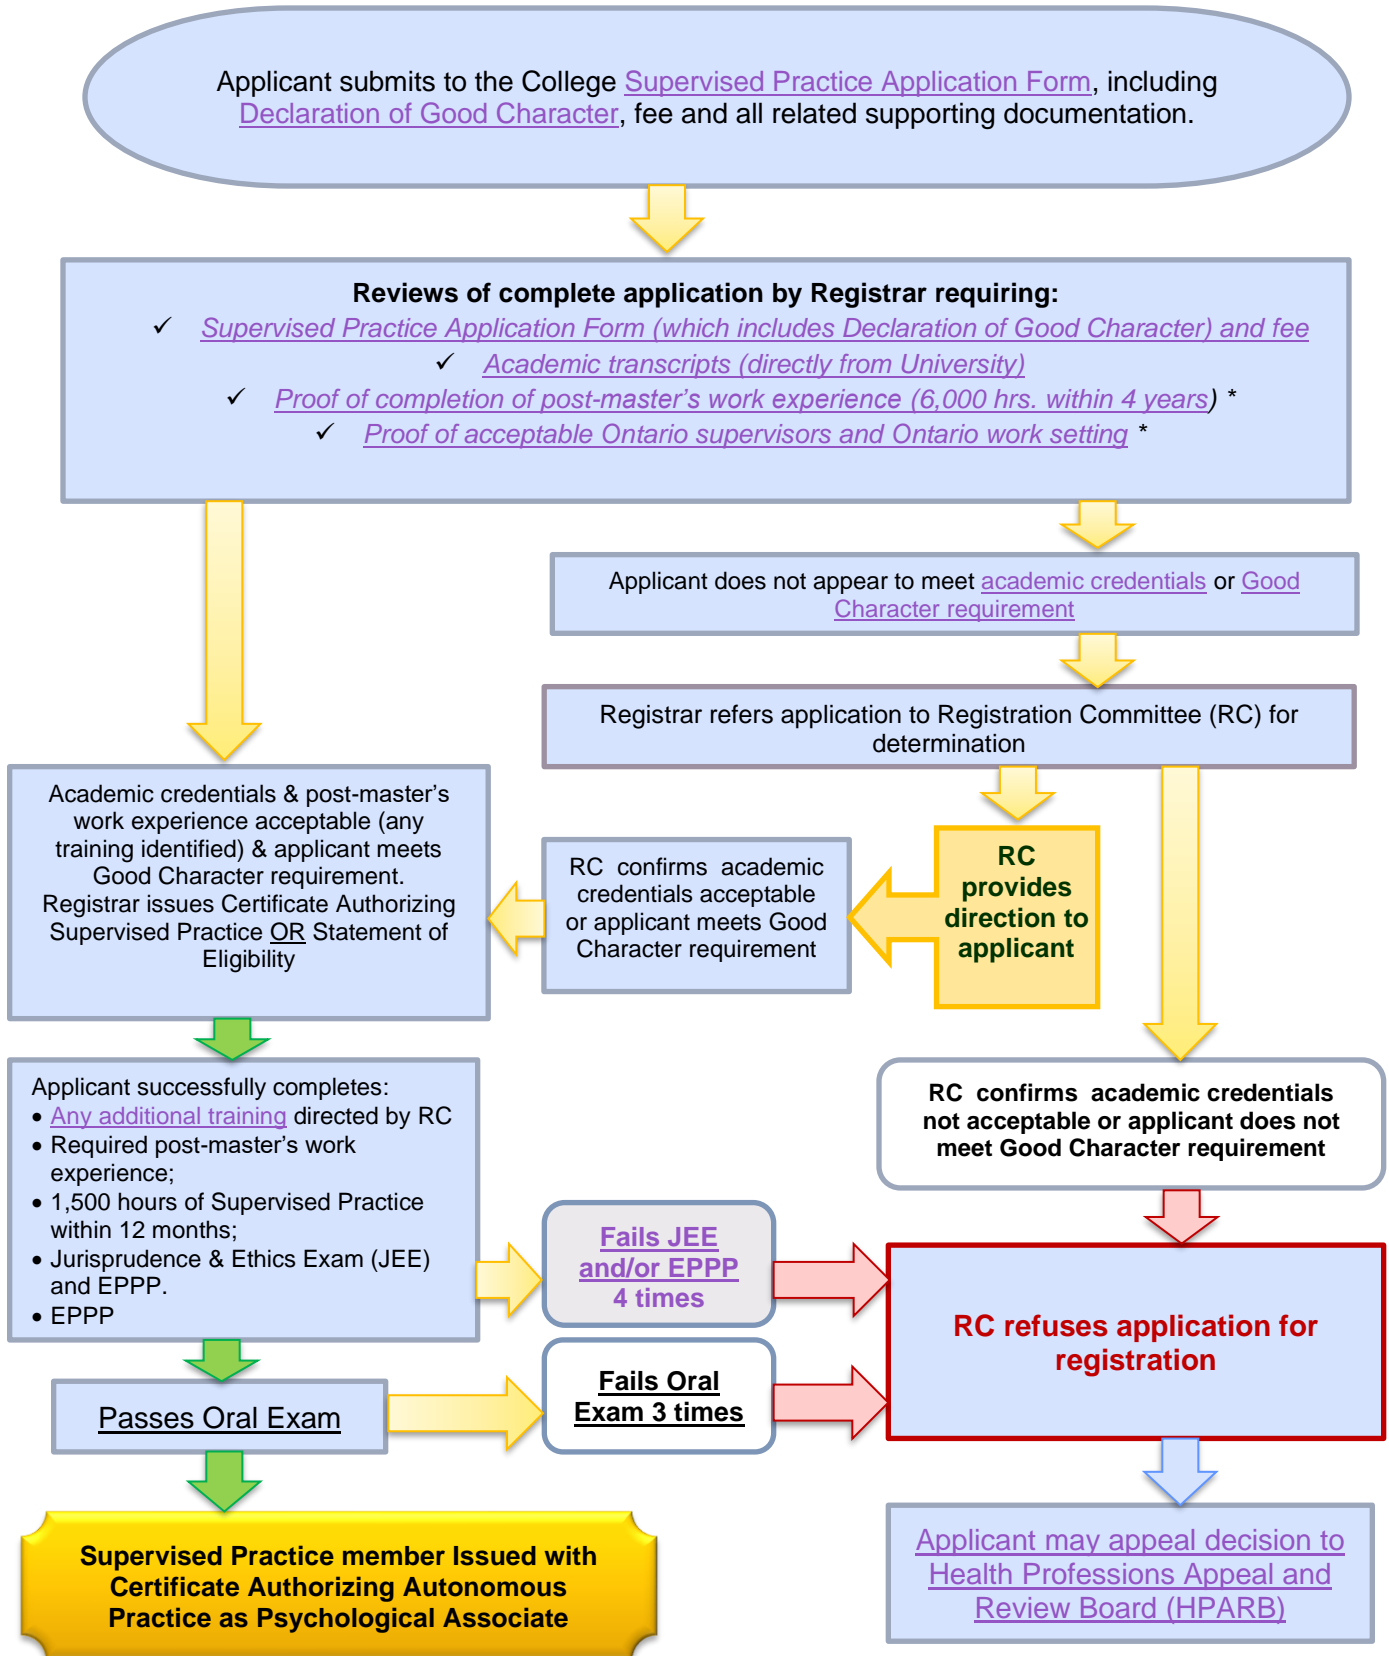 Applicant submits to the College Supervised Practice Application Form, including
Declaration of Good Character, fee and all related supporting documentation.
Reviews of complete application by Registrar requiring:
✓ Supervised Practice Application Form (which includes Declaration of Good Character) and fee
✓ Academic transcripts (directly from University)
✓ Proof of completion of post-master's work experience (6,000 hrs. within 4 years) *
✓ Proof of acceptable Ontario supervisors and Ontario work setting *
Applicant does not appear to meet academic credentials or Good
Character requirement
Registrar refers application to Registration Committee (RC) for
determination
Academic credentials & post-master's
work experience acceptable (any
training identified) & applicant meets
Good Character requirement.
Registrar issues Certificate Authorizing
Supervised Practice OR Statement of
Eligibility
RC confirms academic
credentials acceptable
or applicant meets Good
Character requirement
RC
provides
direction to
applicant
Applicant successfully completes:
• Any additional training directed by RC
• Required post-master's work
experience;
• 1,500 hours of Supervised Practice
within 12 months;
• Jurisprudence & Ethics Exam (JEE)
and EPPP.
• EPPP
RC confirms academic credentials
not acceptable or applicant does not
meet Good Character requirement
Fails JEE
and/or EPPP
4 times
RC refuses application for
registration
Passes Oral Exam
Fails Oral
Exam 3 times
Supervised Practice member Issued with
Certificate Authorizing Autonomous
Practice as Psychological Associate
Applicant may appeal decision to
Health Professions Appeal and
Review Board (HPARB)